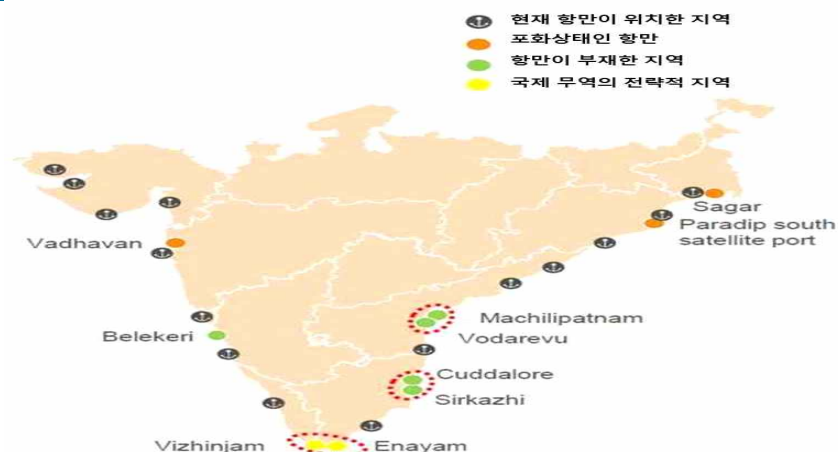 현재 항만이 위치한 지역
포화상태인 항만
항만이 부재한 지역
국제 무역의 전략적 지역
Sagar
Paradip south
satellite port
Vadhavan
Machilipatnam
Belekeri
Vodarevu
Cuddalore
Sirkazhi
Vizhinjam
Enayam